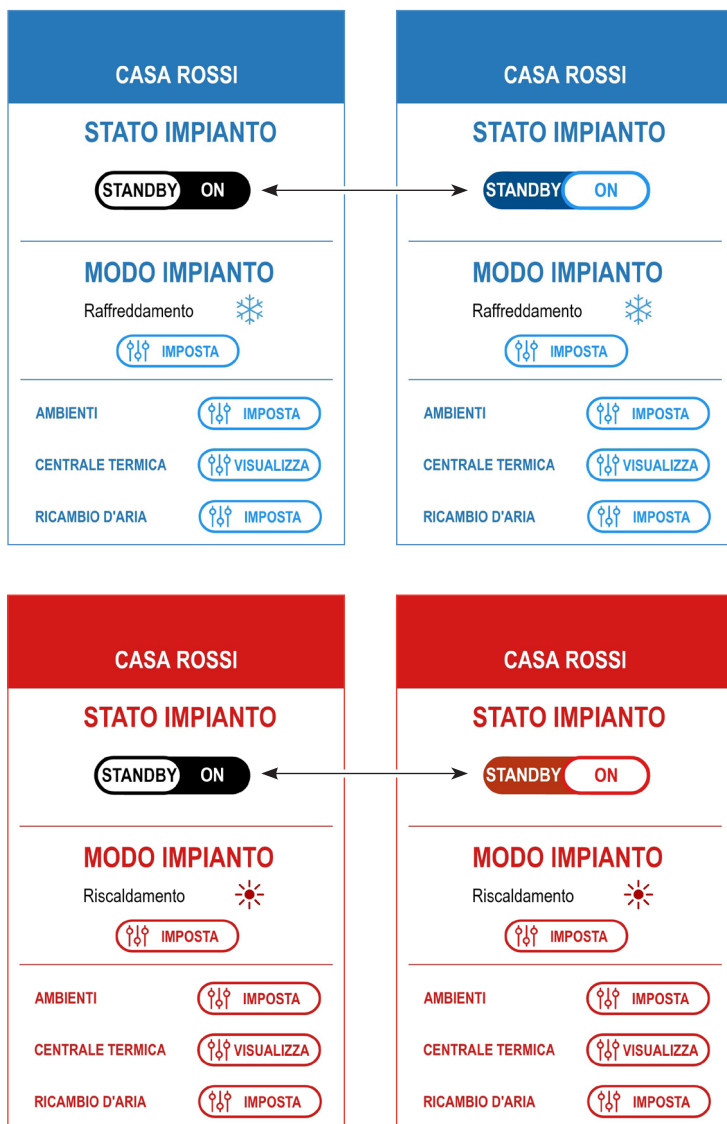 CASA ROSSI
STATO IMPIANTO
STANDBY ON
MODO IMPIANTO
Raffreddamento
IMPOSTA
AMBIENTI IMPOSTA
CENTRALE TERMICA VISUALIZZA
RICAMBIO D'ARIA IMPOSTA
CASA ROSSI
STATO IMPIANTO
STANDBY ON
MODO IMPIANTO
Raffreddamento
IMPOSTA
AMBIENTI IMPOSTA
CENTRALE TERMICA VISUALIZZA
RICAMBIO D'ARIA IMPOSTA
CASA ROSSI
STATO IMPIANTO
STANDBY ON
MODO IMPIANTO
Riscaldamento
IMPOSTA
AMBIENTI IMPOSTA
CENTRALE TERMICA VISUALIZZA
RICAMBIO D'ARIA IMPOSTA
CASA ROSSI
STATO IMPIANTO
STANDBY ON
MODO IMPIANTO
Riscaldamento
IMPOSTA
AMBIENTI IMPOSTA
CENTRALE TERMICA VISUALIZZA
RICAMBIO D'ARIA IMPOSTA